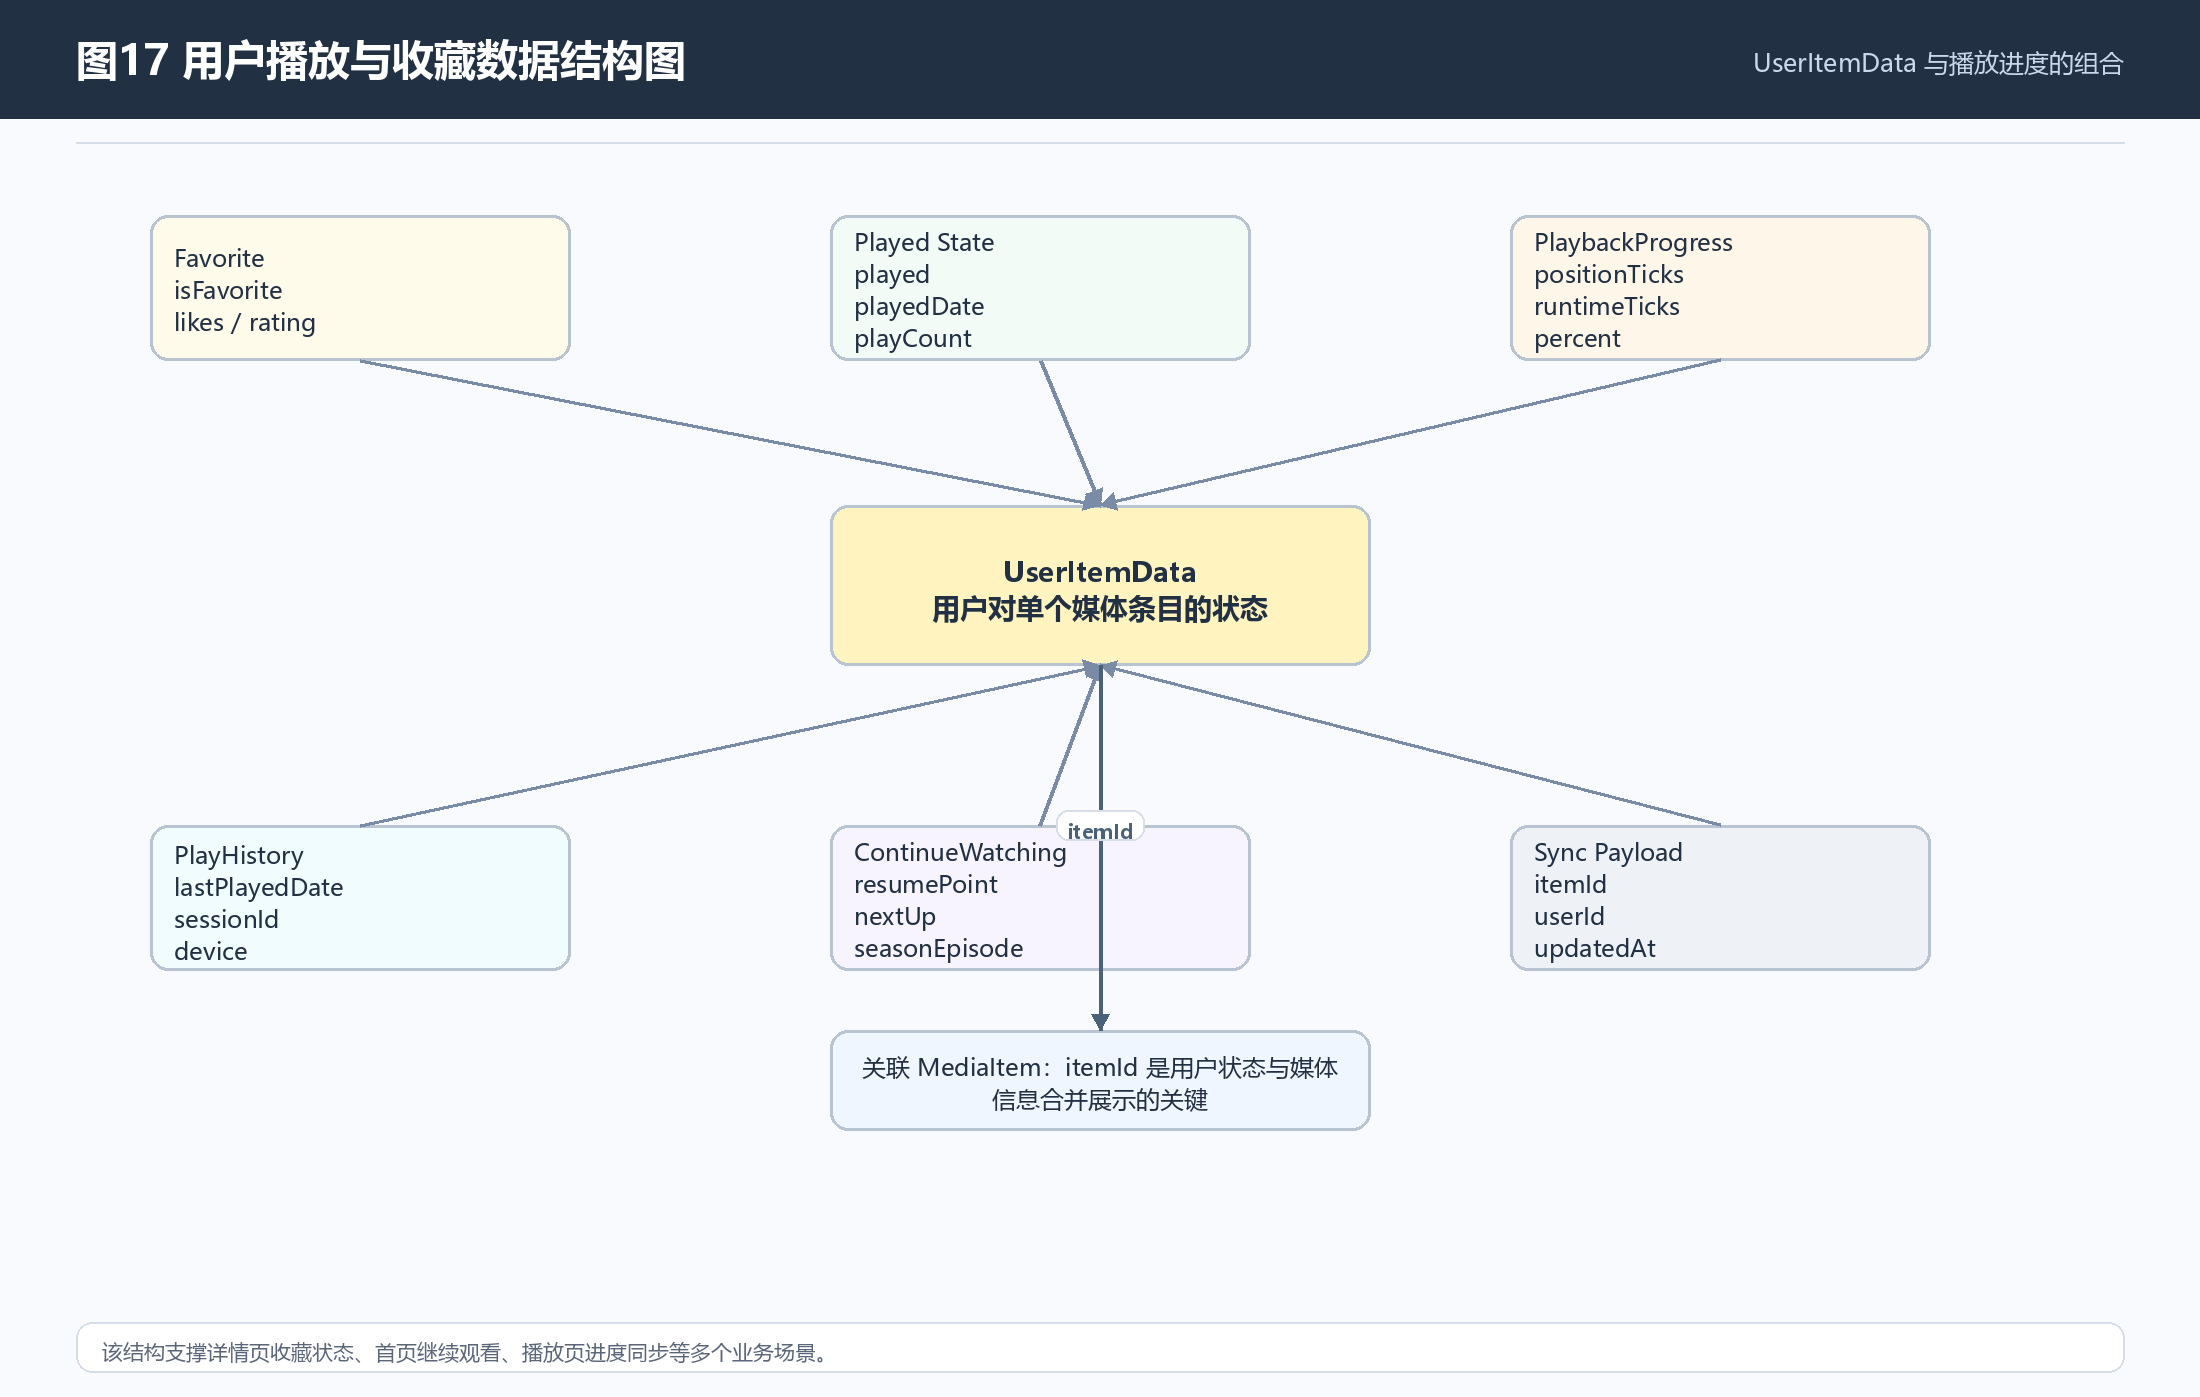 图17 用户播放与收藏数据结构图
UserItemData 与播放进度的组合
Favorite
isFavorite
likes / rating
Played State
played
playedDate
playCount
PlaybackProgress
positionTicks
runtimeTicks
percent
UserItemData
用户对单个媒体条目的状态
itemId
PlayHistory
lastPlayedDate
sessionId
device
ContinueWatching
resumePoint
nextUp
seasonEpisode
Sync Payload
itemId
userId
updatedAt
关联 MediaItem：itemId 是用户状态与媒体
信息合并展示的关键
该结构支撑详情页收藏状态、首页继续观看、播放页进度同步等多个业务场景。